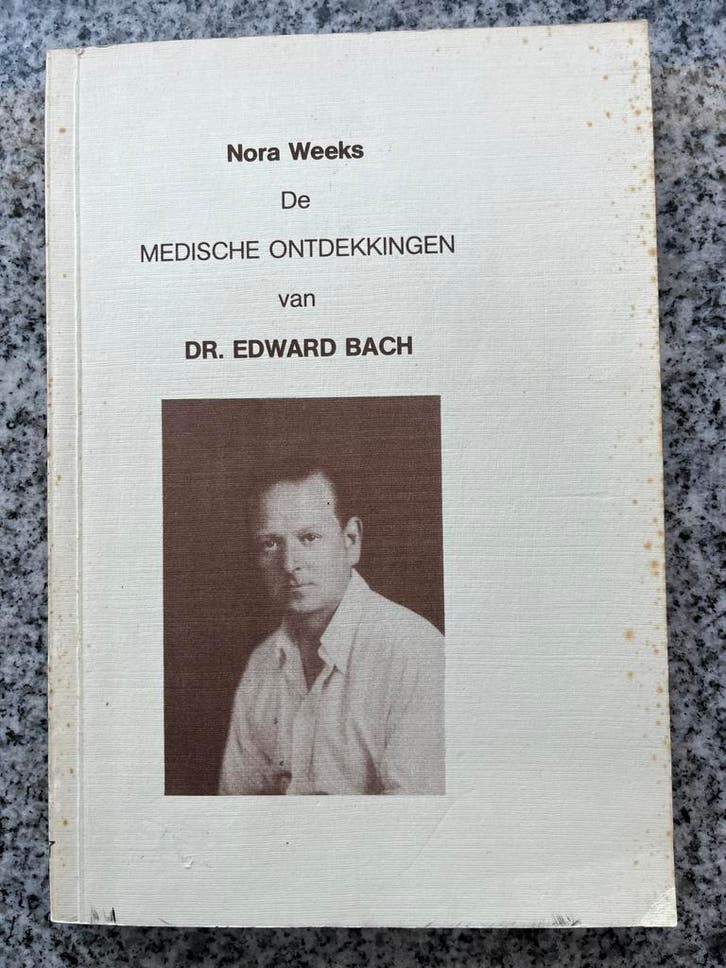 Nora Weeks
De
MEDISCHE ONTDEKKINGEN
van
DR. EDWARD BACH